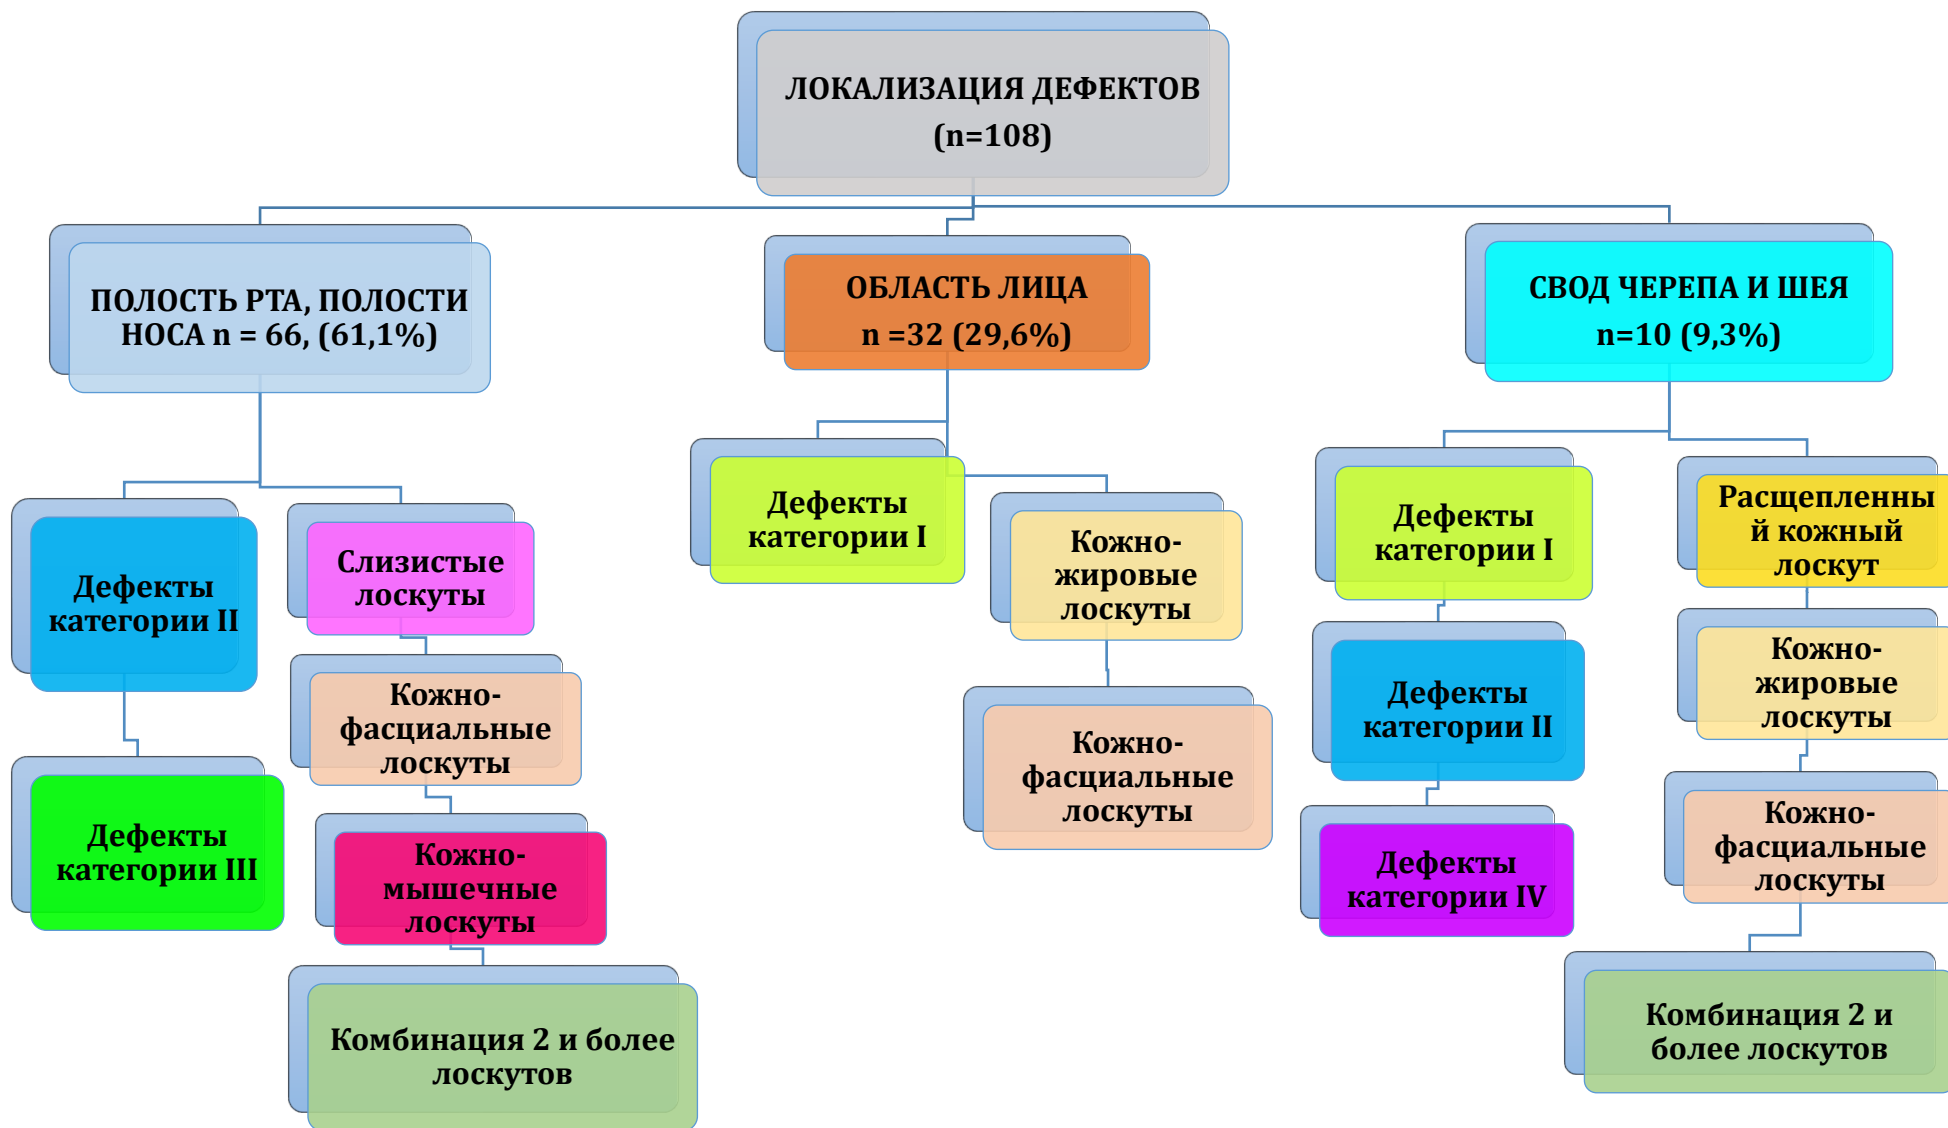 ЛОКАЛИЗАЦИЯ ДЕФЕКТОВ
(n=108)
ПОЛОСТЬ РТА, ПОЛОСТИ
НОСА n = 66, (61,1%)
ОБЛАСТЬ ЛИЦА
n =32 (29,6%)
СВОД ЧЕРЕПА И ШЕЯ
n=10 (9,3%)
Дефекты
категории II
Дефекты
категории III
Слизистые
лоскуты
Кожно-
фасциальные
лоскуты
Кожно-
мышечные
лоскуты
Комбинация 2 и более
лоскутов
Дефекты
категории I
Кожно-
жировые
лоскуты
Кожно-
фасциальные
лоскуты
Дефекты
категории I
Дефекты
категории II
Дефекты
категории IV
Расщепленны
й кожный
лоскут
Кожно-
жировые
лоскуты
Кожно-
фасциальные
лоскуты
Комбинация 2 и
более лоскутов